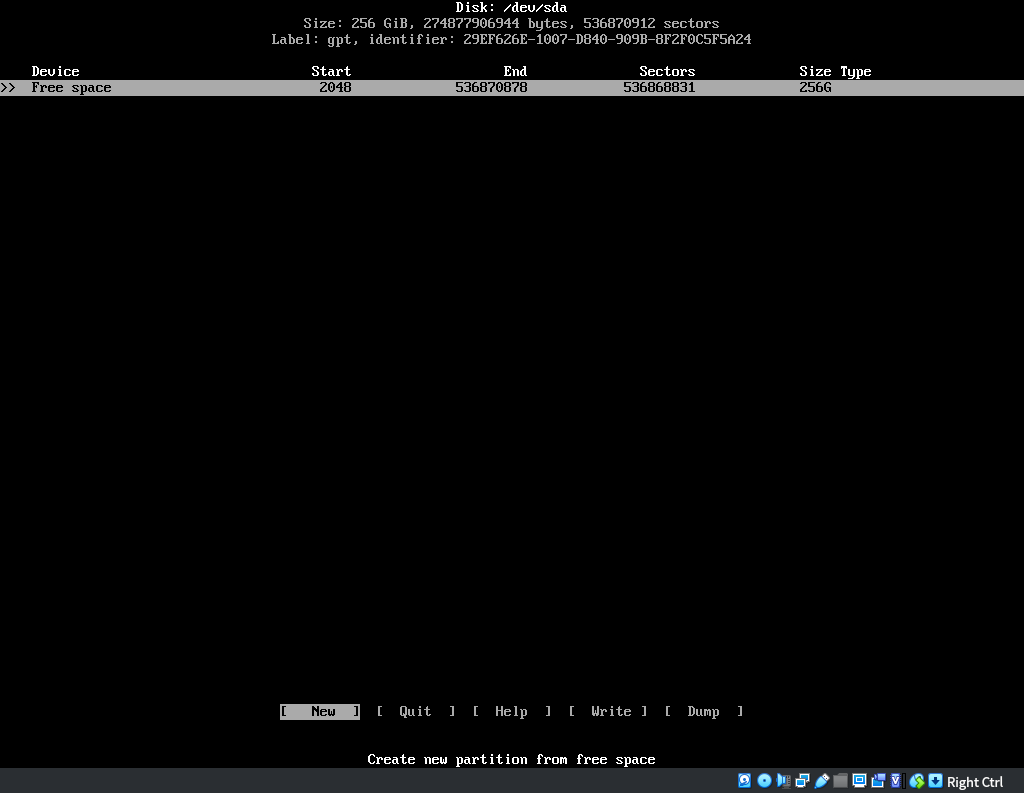 Disk: /dev/sda
Size: 256 GiB, 274877906944 bytes, 536870912 sectors
Label: gpt, identifier: 29EF626E-1007-D840-909B-8F2F0C5F5A24
Device Start End Sectors Size Type
>> Free space 2048 536870878 536868831 256G
[ New ] [ Quit ] [ Help ] [ Write ] [ Dump ]
Create new partition from free space
Right Ctrl